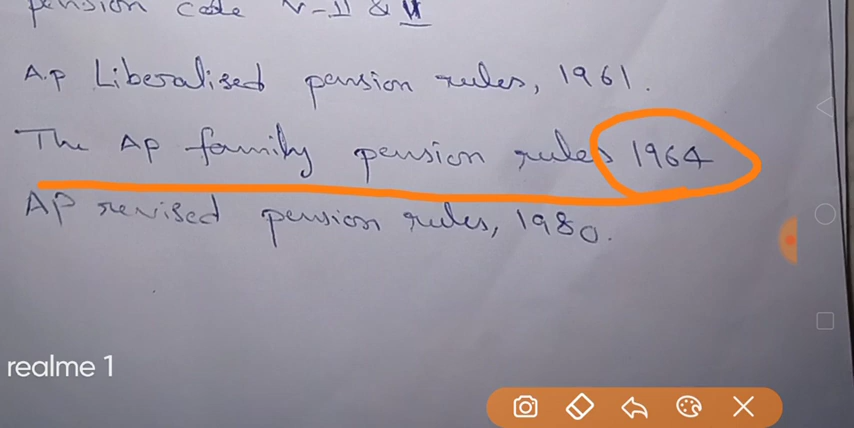 pension code V-II &
A.P Liberalised pension rules, 1961.
The AP family pension rules 1964
AP revised pension rules, 1980.
realme 1